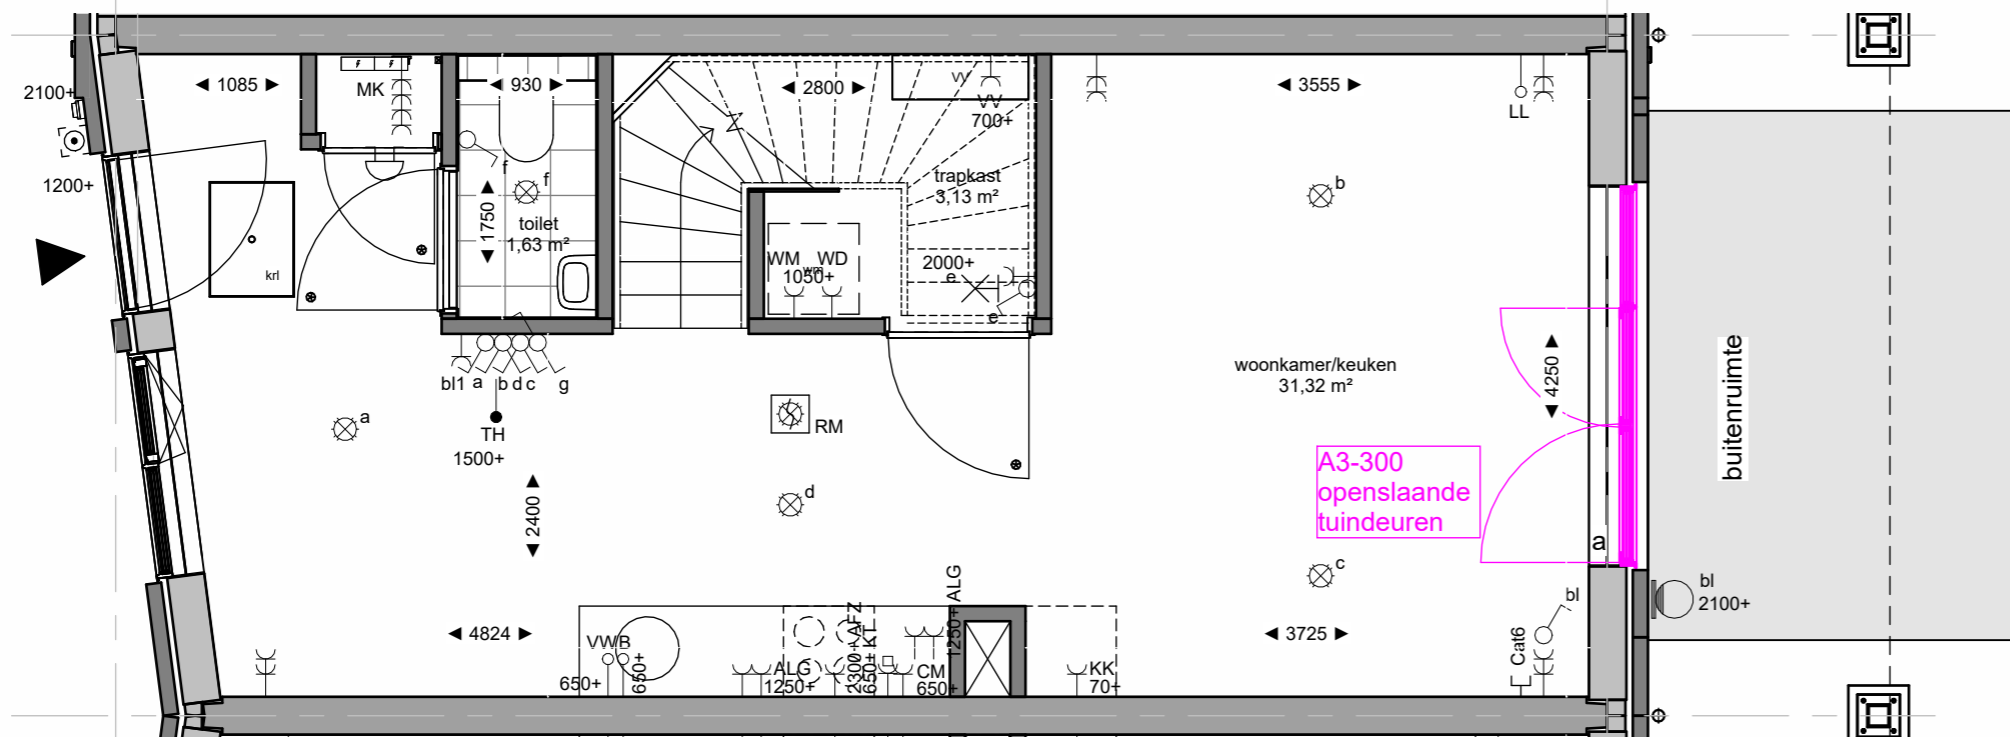 2100+
1085
MK
930
2800
VV
VV
700+
3555
LL
1200+
f
f
b
trapkast
3,13 m²
1750
toilet
1,63 m²
krl
WM
wm
WD
1050+
2000+
e
e
woonkamer/keuken
31,32 m²
4250
buitenruimte
bl1
a
b
d
c
g
a
TH
1500+
RM
A3-300
openslaande
tuindeuren
d
2400
a
c
bl
bl
2100+
4824
VWB
650+
650+
ALG
1250+
2300+ AFZ
650+ KT
CM
650+
1250+ ALG
KK
70+
3725
Cat6